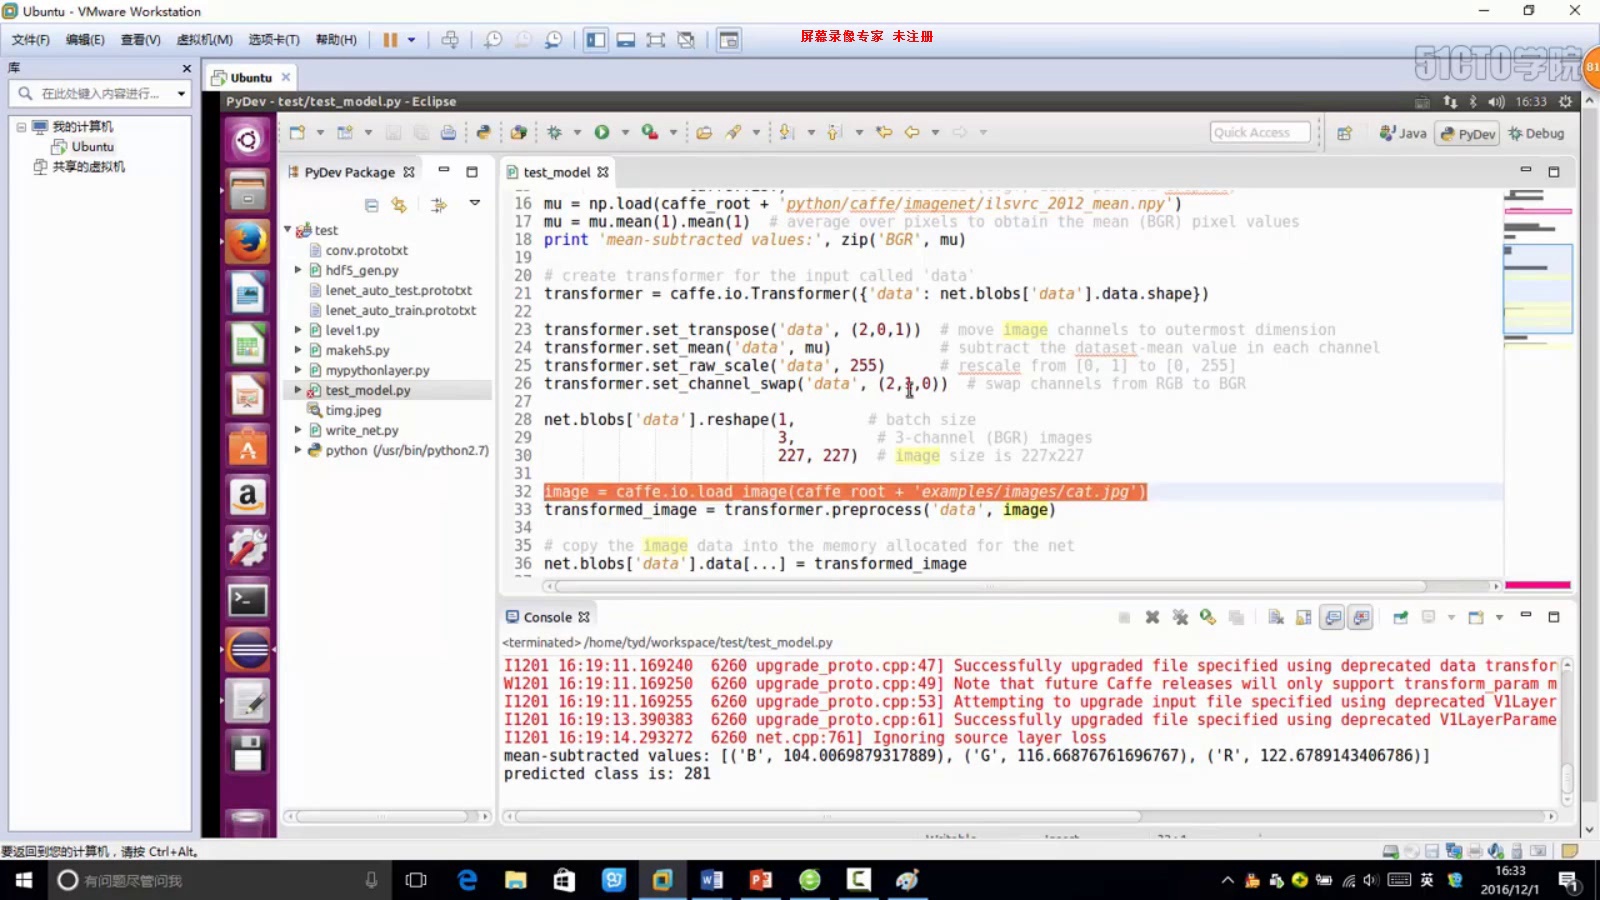 Ubuntu - VMware Workstation
文件(F) 编辑(E) 查看(V) 虚拟机(M) 选项卡(T) 帮助(H)
屏幕录像专家 未注册
51CTO学院
81
库
Ubuntu
在此处键入内容进行...
我的计算机
Ubuntu
共享的虚拟机
PyDev - test/test_model.py - Eclipse
16:33
Quick Access
Java
PyDev
Debug
PyDev Package
test
conv.prototxt
hdf5_gen.py
lenet_auto_test.prototxt
lenet_auto_train.prototxt
level1.py
makeh5.py
mypythonlayer.py
test_model.py
timg.jpeg
write_net.py
python (/usr/bin/python2.7)
test_model
16 mu = np.load(caffe_root + 'python/caffe/imagenet/ilsvrc_2012_mean.npy')
17 mu = mu.mean(1).mean(1)  # average over pixels to obtain the mean (BGR) pixel values
18 print 'mean-subtracted values:', zip('BGR', mu)
19
20 # create transformer for the input called 'data'
21 transformer = caffe.io.Transformer({'data': net.blobs['data'].data.shape})
22
23 transformer.set_transpose('data', (2,0,1))  # move image channels to outermost dimension
24 transformer.set_mean('data', mu)            # subtract the dataset-mean value in each channel
25 transformer.set_raw_scale('data', 255)      # rescale from [0, 1] to [0, 255]
26 transformer.set_channel_swap('data', (2,1,0))  # swap channels from RGB to BGR
27
28 net.blobs['data'].reshape(1,        # batch size
29                           3,         # 3-channel (BGR) images
30                           227, 227)  # image size is 227x227
31
32 image = caffe.io.load_image(caffe_root + 'examples/images/cat.jpg')
33 transformed_image = transformer.preprocess('data', image)
34
35 # copy the image data into the memory allocated for the net
36 net.blobs['data'].data[...] = transformed_image
Console
<terminated> /home/tyd/workspace/test/test_model.py
I1201 16:19:11.169240  6260 upgrade_proto.cpp:47] Successfully upgraded file specified using deprecated data transfor
W1201 16:19:11.169250  6260 upgrade_proto.cpp:49] Note that future Caffe releases will only support transform_param m
I1201 16:19:11.169255  6260 upgrade_proto.cpp:53] Attempting to upgrade input file specified using deprecated V1Layer
I1201 16:19:13.390383  6260 upgrade_proto.cpp:61] Successfully upgraded file specified using deprecated V1LayerParame
I1201 16:19:14.293272  6260 net.cpp:761] Ignoring source layer loss
mean-subtracted values: [('B', 104.0069879317889), ('G', 116.66876761696767), ('R', 122.6789143406786)]
predicted class is: 281
要返回到您的计算机，请按 Ctrl+Alt。
有问题尽管问我
英
16:33
2016/12/1
1